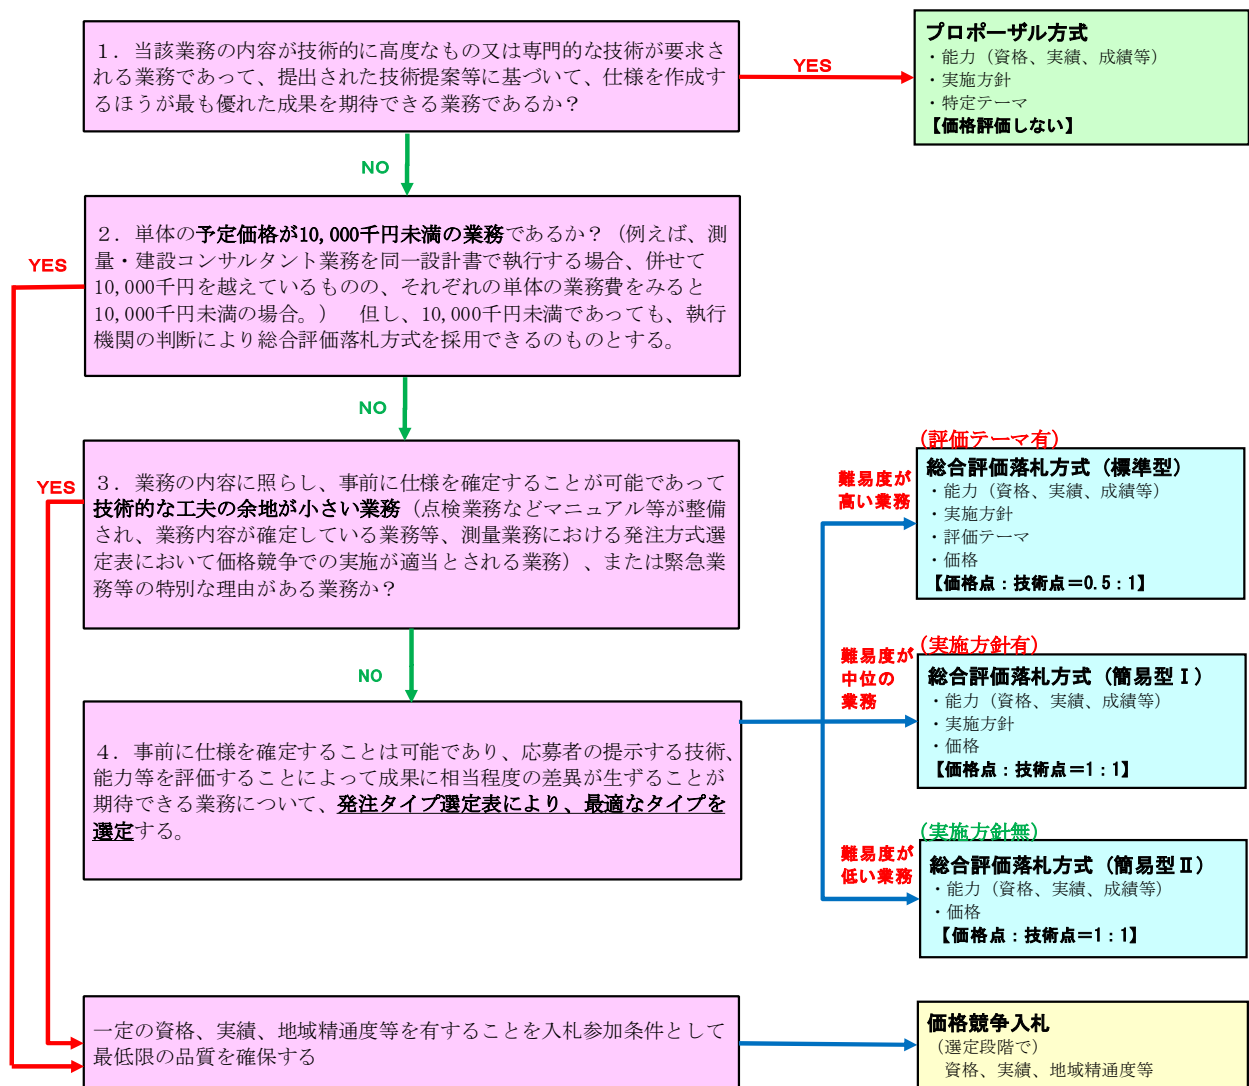 1．当該業務の内容が技術的に高度なもの又は専門的な技術が要求さ
れる業務であって、提出された技術提案等に基づいて、仕様を作成す
るほうが最も優れた成果を期待できる業務であるか？
YES
プロポーザル方式
・能力（資格、実績、成績等）
・実施方針
・特定テーマ
【価格評価しない】
NO
2．単体の予定価格が10,000千円未満の業務であるか？（例えば、測
量・建設コンサルタント業務を同一設計書で執行する場合、併せて
10,000千円を越えているものの、それぞれの単体の業務費をみると
10,000千円未満の場合。）　但し、10,000千円未満であっても、執行
機関の判断により総合評価落札方式を採用できるのものとする。
YES
NO
3．業務の内容に照らし、事前に仕様を確定することが可能であって
技術的な工夫の余地が小さい業務（点検業務などマニュアル等が整備
され、業務内容が確定している業務等、測量業務における発注方式選
定表において価格競争での実施が適当とされる業務）、または緊急業
務等の特別な理由がある業務か？
YES
NO
4．事前に仕様を確定することは可能であり、応募者の提示する技術、
能力等を評価することによって成果に相当程度の差異が生ずることが
期待できる業務について、発注タイプ選定表により、最適なタイプを
選定する。
難易度が
高い業務
（評価テーマ有）
総合評価落札方式（標準型）
・能力（資格、実績、成績等）
・実施方針
・評価テーマ
・価格
【価格点：技術点＝0.5：1】
難易度が
中位の
業務
（実施方針有）
総合評価落札方式（簡易型Ⅰ）
・能力（資格、実績、成績等）
・実施方針
・価格
【価格点：技術点＝1：1】
難易度が
低い業務
（実施方針無）
総合評価落札方式（簡易型Ⅱ）
・能力（資格、実績、成績等）
・価格
【価格点：技術点＝1：1】
一定の資格、実績、地域精通度等を有することを入札参加条件として
最低限の品質を確保する
価格競争入札
（選定段階で）
資格、実績、地域精通度等